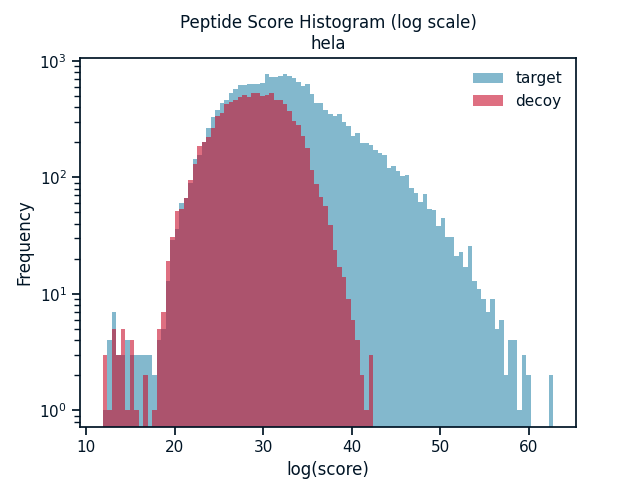 Peptide Score Histogram (log scale)
hela
target
decoy
Frequency
10³
10²
10¹
10⁰
10 20 30 40 50 60
log(score)